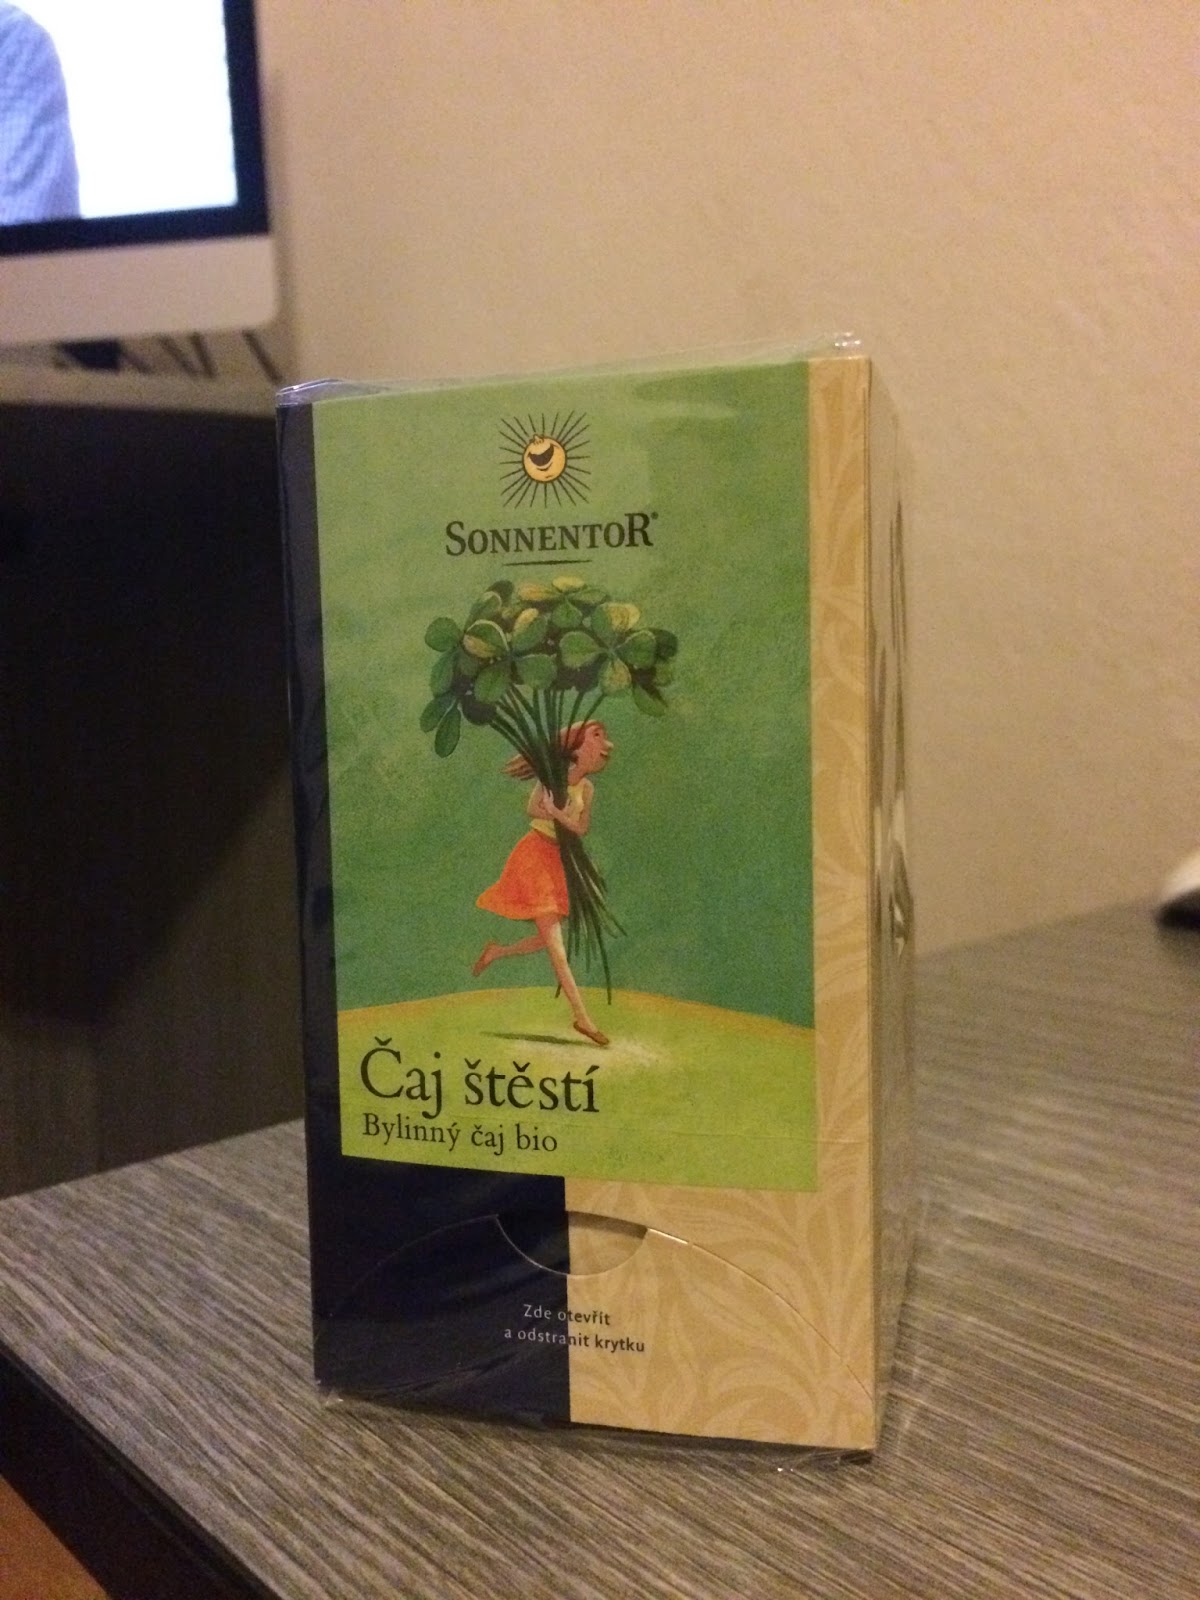 SONNENTOR®
Čaj štěstí
Bylinný čaj bio
Zde otevřít
a odstranit krytku